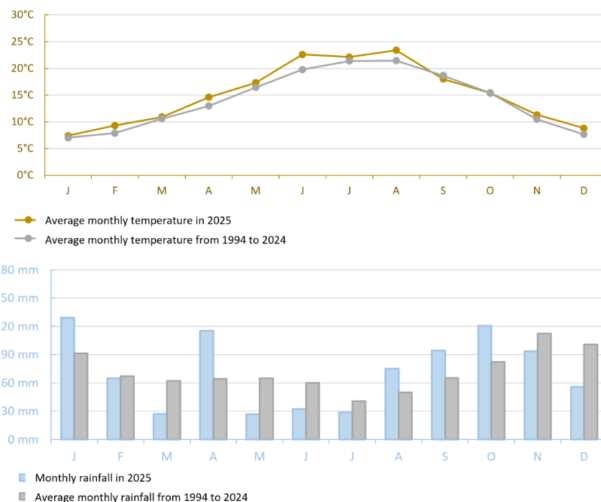 30°C
25°C
20°C
15°C
10°C
5°C
0°C
J F M A M J J A S O N D
Average monthly temperature in 2025
Average monthly temperature from 1994 to 2024
80 mm
50 mm
20 mm
90 mm
60 mm
30 mm
0 mm
J F M A M J J A S O N D
Monthly rainfall in 2025
Average monthly rainfall from 1994 to 2024